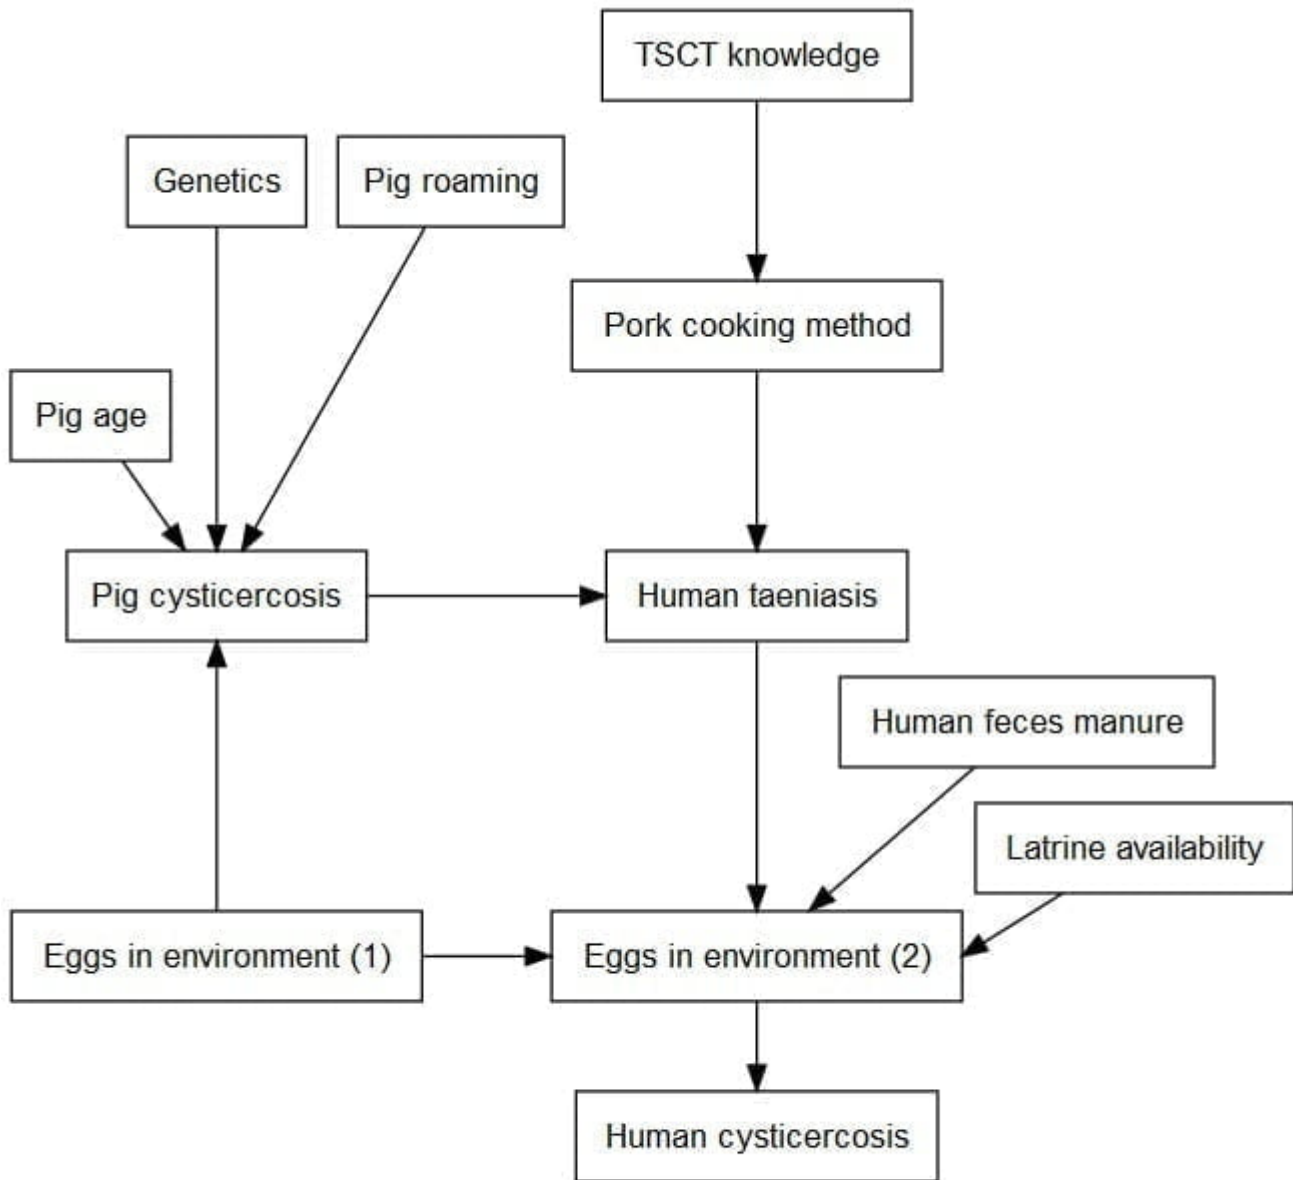 TSCT knowledge
Genetics
Pig roaming
Pork cooking method
Pig age
Pig cysticercosis
Human taeniasis
Human feces manure
Latrine availability
Eggs in environment (1)
Eggs in environment (2)
Human cysticercosis